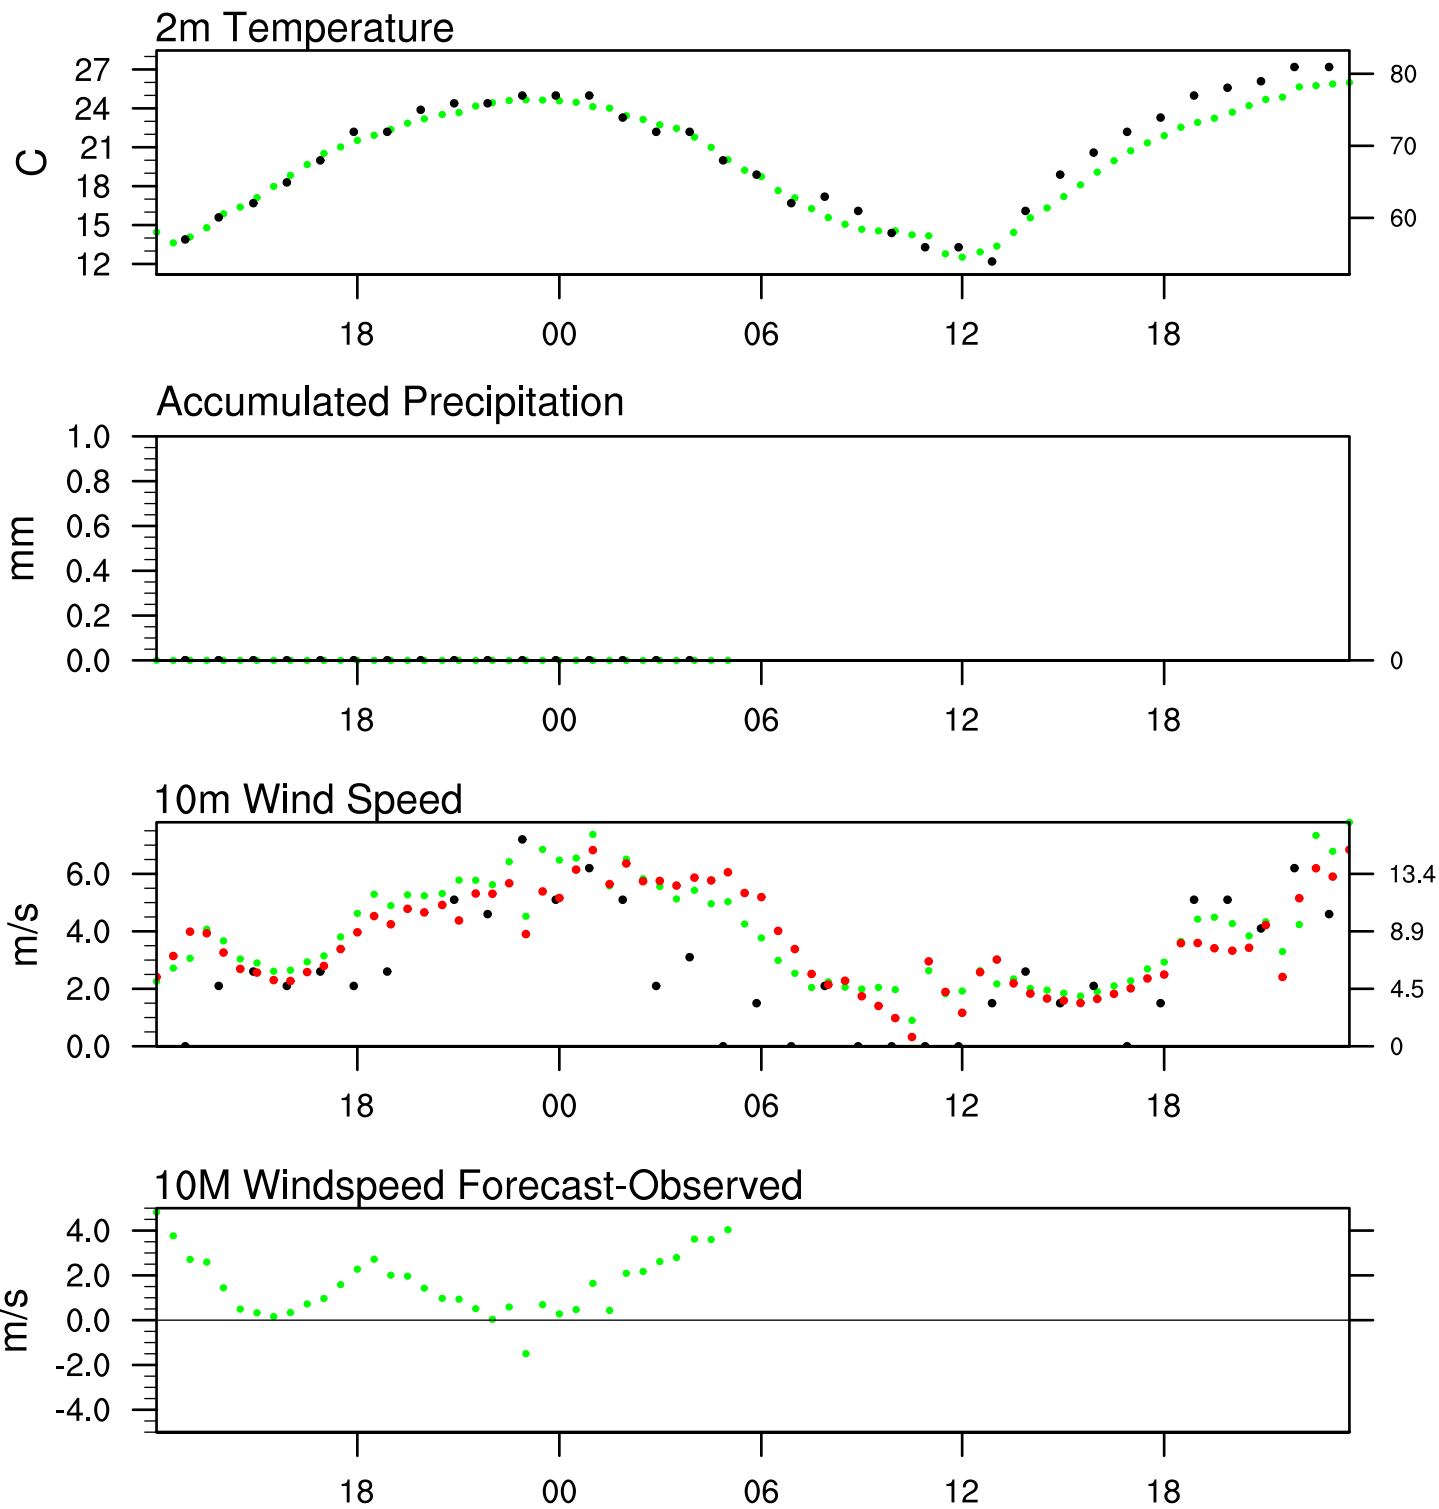 2m Temperature
27
24
21
18
15
12
C
80
70
60
18 00 06 12 18
Accumulated Precipitation
1.0
0.8
0.6
0.4
0.2
0.0
mm
0
18 00 06 12 18
10m Wind Speed
6.0
4.0
2.0
0.0
m/s
13.4
8.9
4.5
0
18 00 06 12 18
10M Windspeed Forecast-Observed
4.0
2.0
0.0
-2.0
-4.0
m/s
18 00 06 12 18